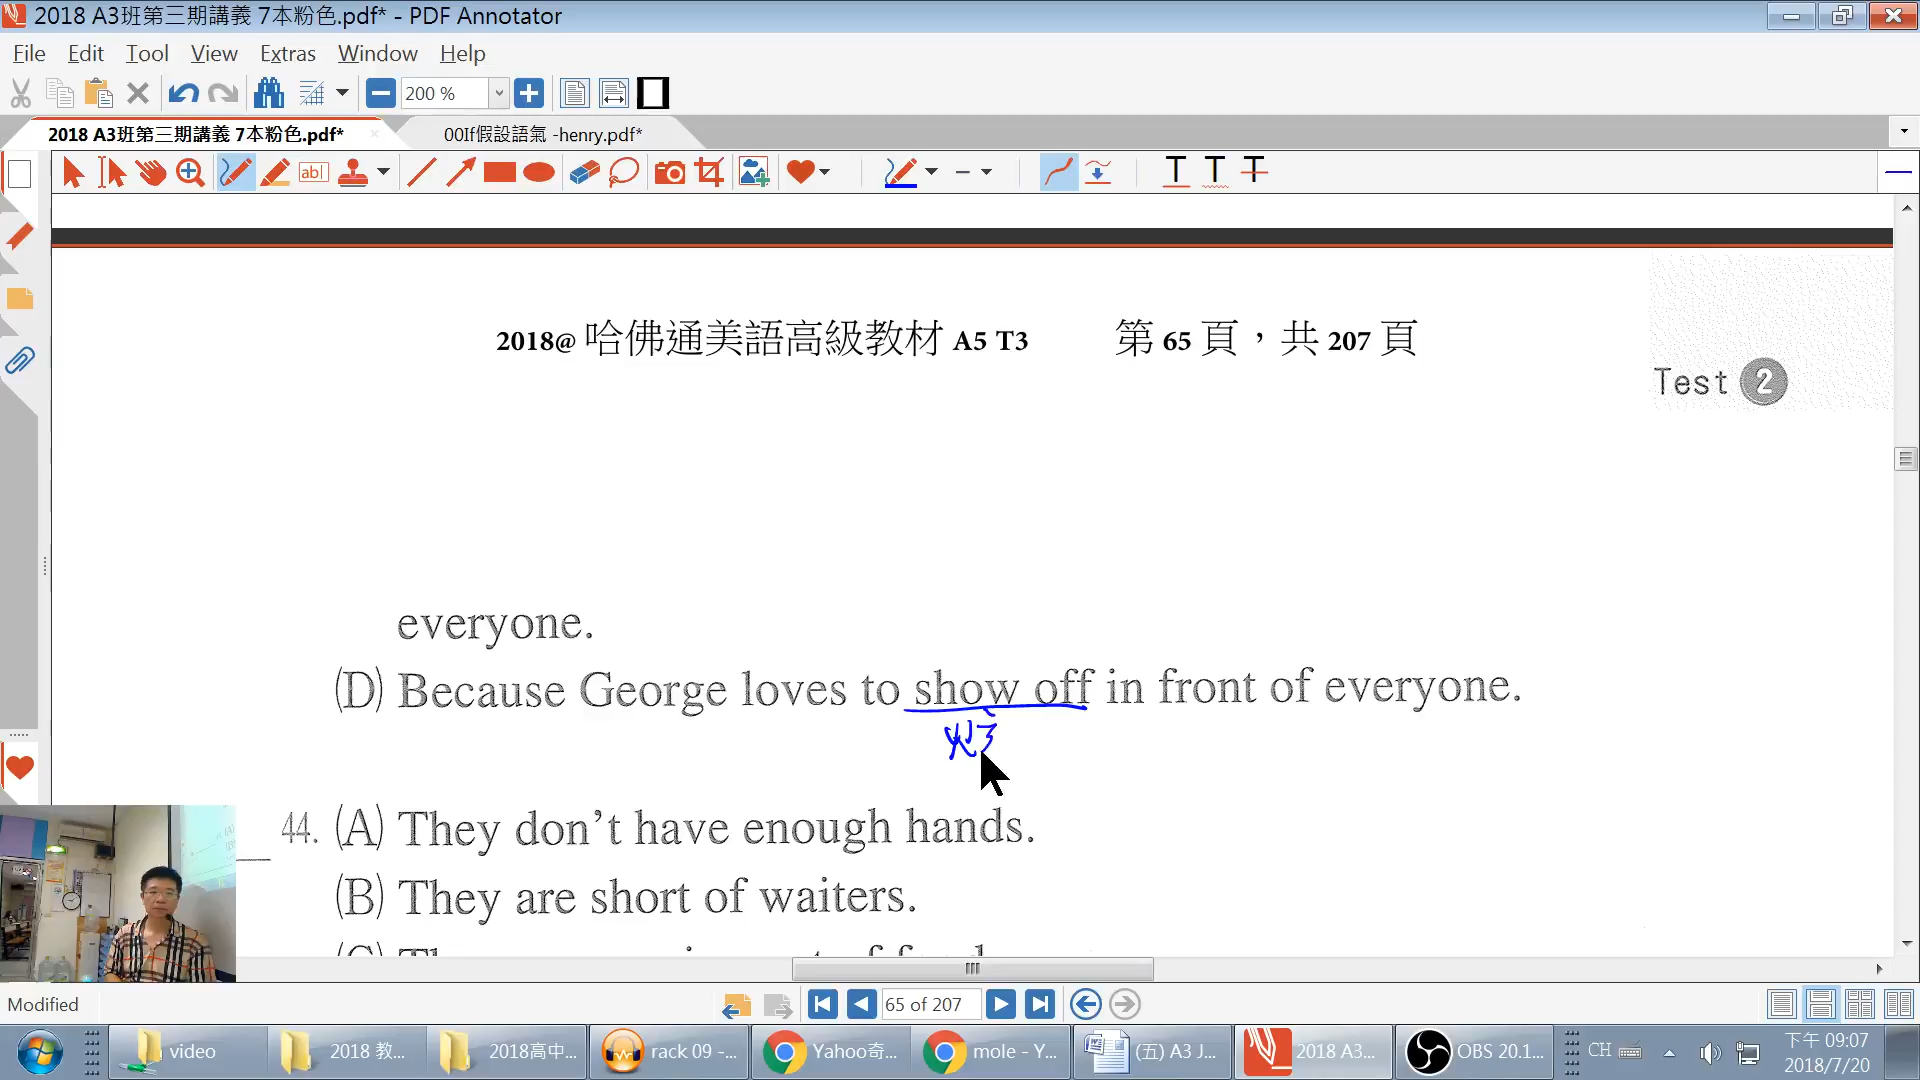 2018 A3班第三期講義 7本粉色.pdf* - PDF Annotator
File Edit Tool View Extras Window Help
200 %
2018 A3班第三期講義 7本粉色.pdf* 00If假設語氣 -henry.pdf*
2018@ 哈佛通美語高級教材 A5 T3 第 65 頁，共 207 頁
Test 2
everyone.
(D) Because George loves to show off in front of everyone.
44. (A) They don't have enough hands.
(B) They are short of waiters.
Modified
65 of 207
video 2018 教... 2018高中... rack 09 -... Yahoo奇... mole - Y... (五) A3 J... 2018 A3... OBS 20.1... CH
下午 09:07
2018/7/20